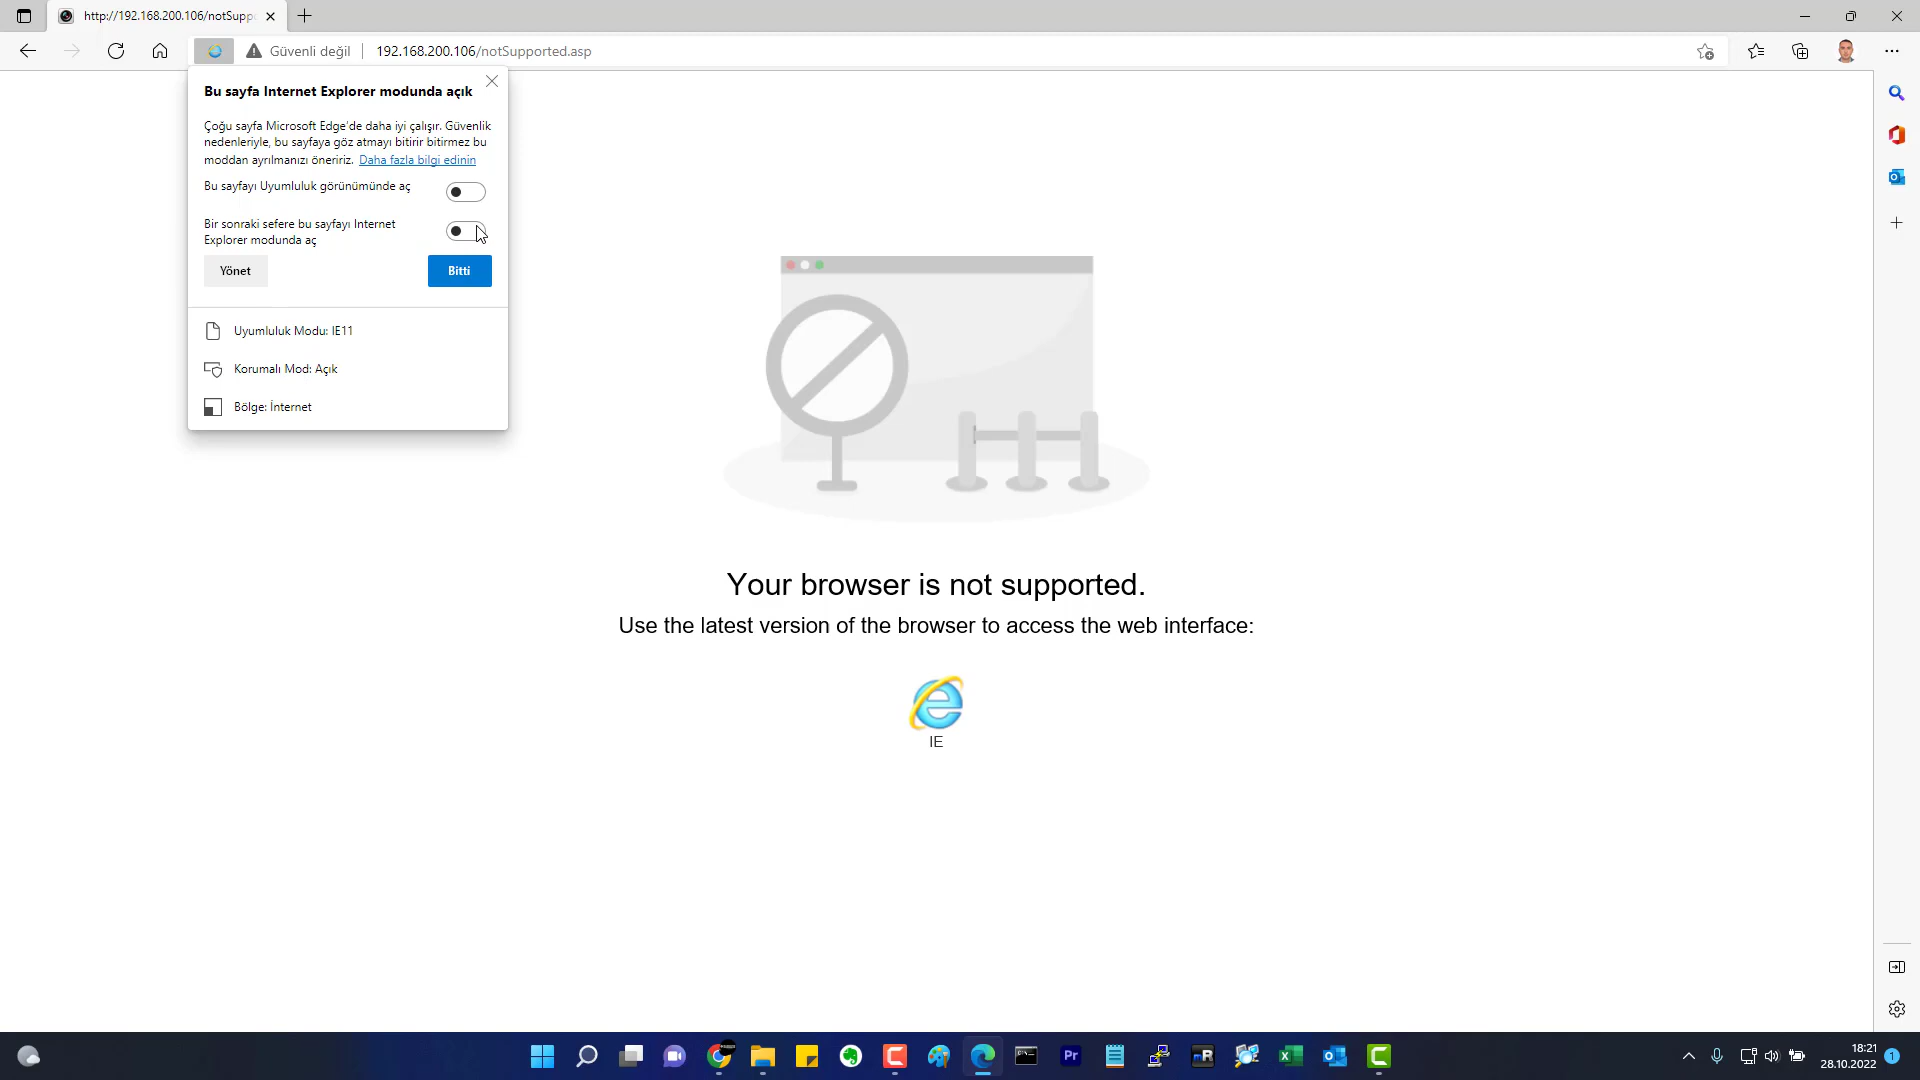 http://192.168.200.106/notSuppo
Güvenli değil
192.168.200.106/notSupported.asp
Bu sayfa Internet Explorer modunda açık
Çoğu sayfa Microsoft Edge'de daha iyi çalışır. Güvenlik
nedenleriyle, bu sayfaya göz atmayı bitirir bitirmez bu
moddan ayrılmanızı öneririz. Daha fazla bilgi edinin
Bu sayfayı Uyumluluk görünümünde aç
Bir sonraki sefere bu sayfayı Internet
Explorer modunda aç
Yönet
Bitti
Uyumluluk Modu: IE11
Korumalı Mod: Açık
Bölge: İnternet
Your browser is not supported.
Use the latest version of the browser to access the web interface:
IE
Pr
18:21
28.10.2022
1